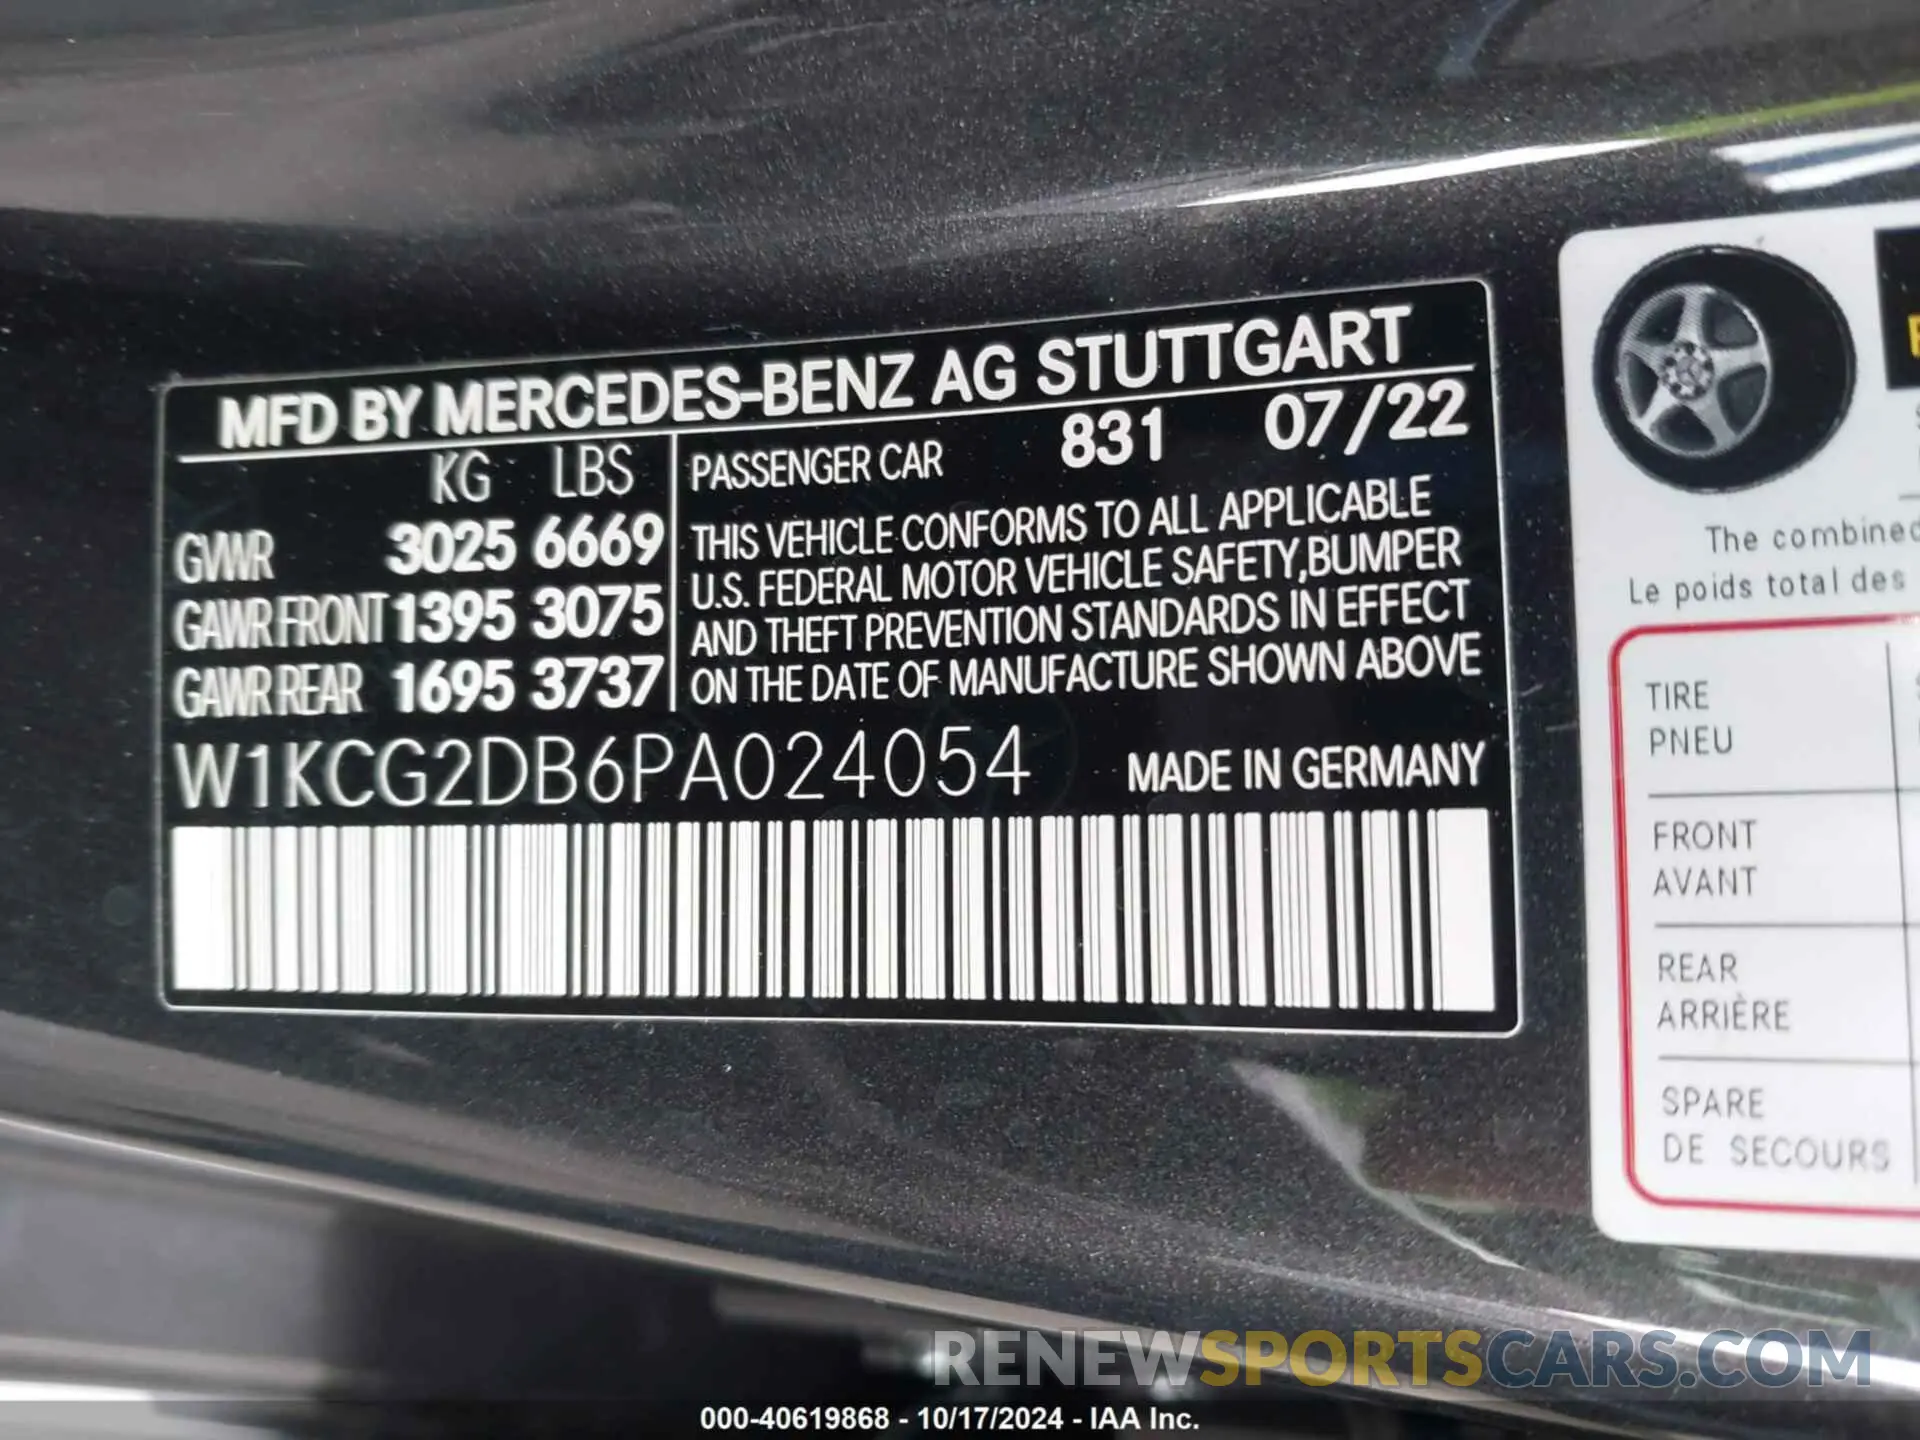 MFD BY MERCEDES-BENZ AG STUTTGART
KG LBS
GVWR 3025 6669
GAWR FRONT 1395 3075
GAWR REAR 1695 3737
PASSENGER CAR 831 07/22
THIS VEHICLE CONFORMS TO ALL APPLICABLE
U.S. FEDERAL MOTOR VEHICLE SAFETY,BUMPER
AND THEFT PREVENTION STANDARDS IN EFFECT
ON THE DATE OF MANUFACTURE SHOWN ABOVE
W1KCG2DB6PA024054
MADE IN GERMANY
The combined
Le poids total des
TIRE
PNEU
FRONT
AVANT
REAR
ARRIÈRE
SPARE
DE SECOURS
RENEWSPORTSCARS.COM
000-40619868 - 10/17/2024 - IAA Inc.